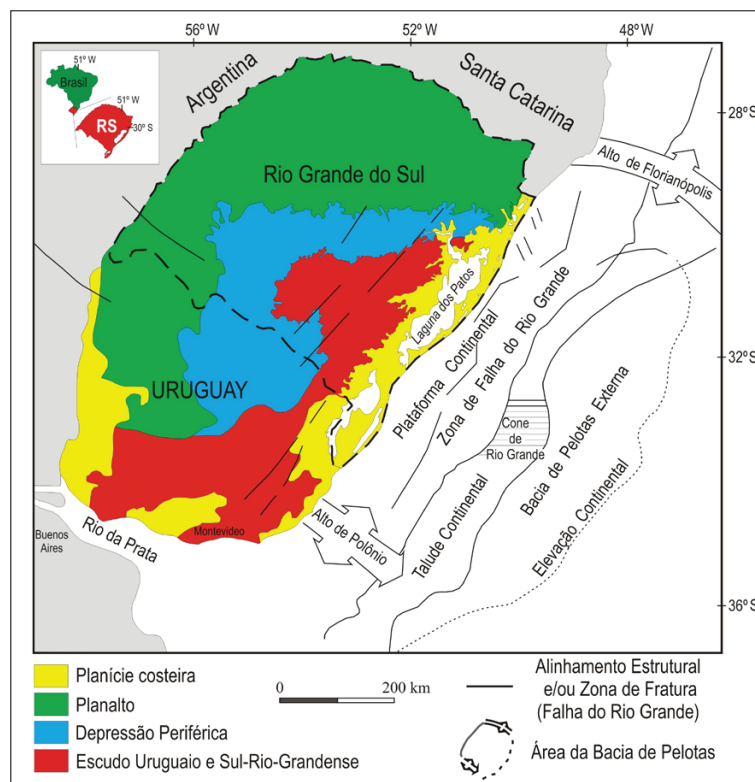 56º W
52º W
48º W
51º W
Brasil
51º W
RS
30º S
Argentina
Santa Catarina
28ºS
Alto de Florianópolis
Rio Grande do Sul
Laguna dos Patos
Plataforma Continental
Zona de Falha do Rio Grande
32ºS
URUGUAY
Cone
de
Rio Grande
Bacia de Pelotas Externa
Talude Continental
Elevação Continental
Alto de Polônio
Montevideo
Rio da Prata
Buenos
Aires
36ºS
Planície costeira
Planalto
Depressão Periférica
Escudo Uruguaio e Sul-Rio-Grandense
0 200 km
Alinhamento Estrutural
e/ou Zona de Fratura
(Falha do Rio Grande)
Área da Bacia de Pelotas